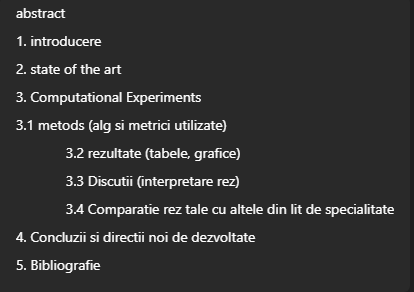 abstract
1. introducere
2. state of the art
3. Computational Experiments
3.1 metods (alg si metrici utilizate)
3.2 rezultate (tabele, grafice)
3.3 Discutii (interpretare rez)
3.4 Comparatie rez tale cu altele din lit de specialitate
4. Concluzii si directii noi de dezvoltate
5. Bibliografie